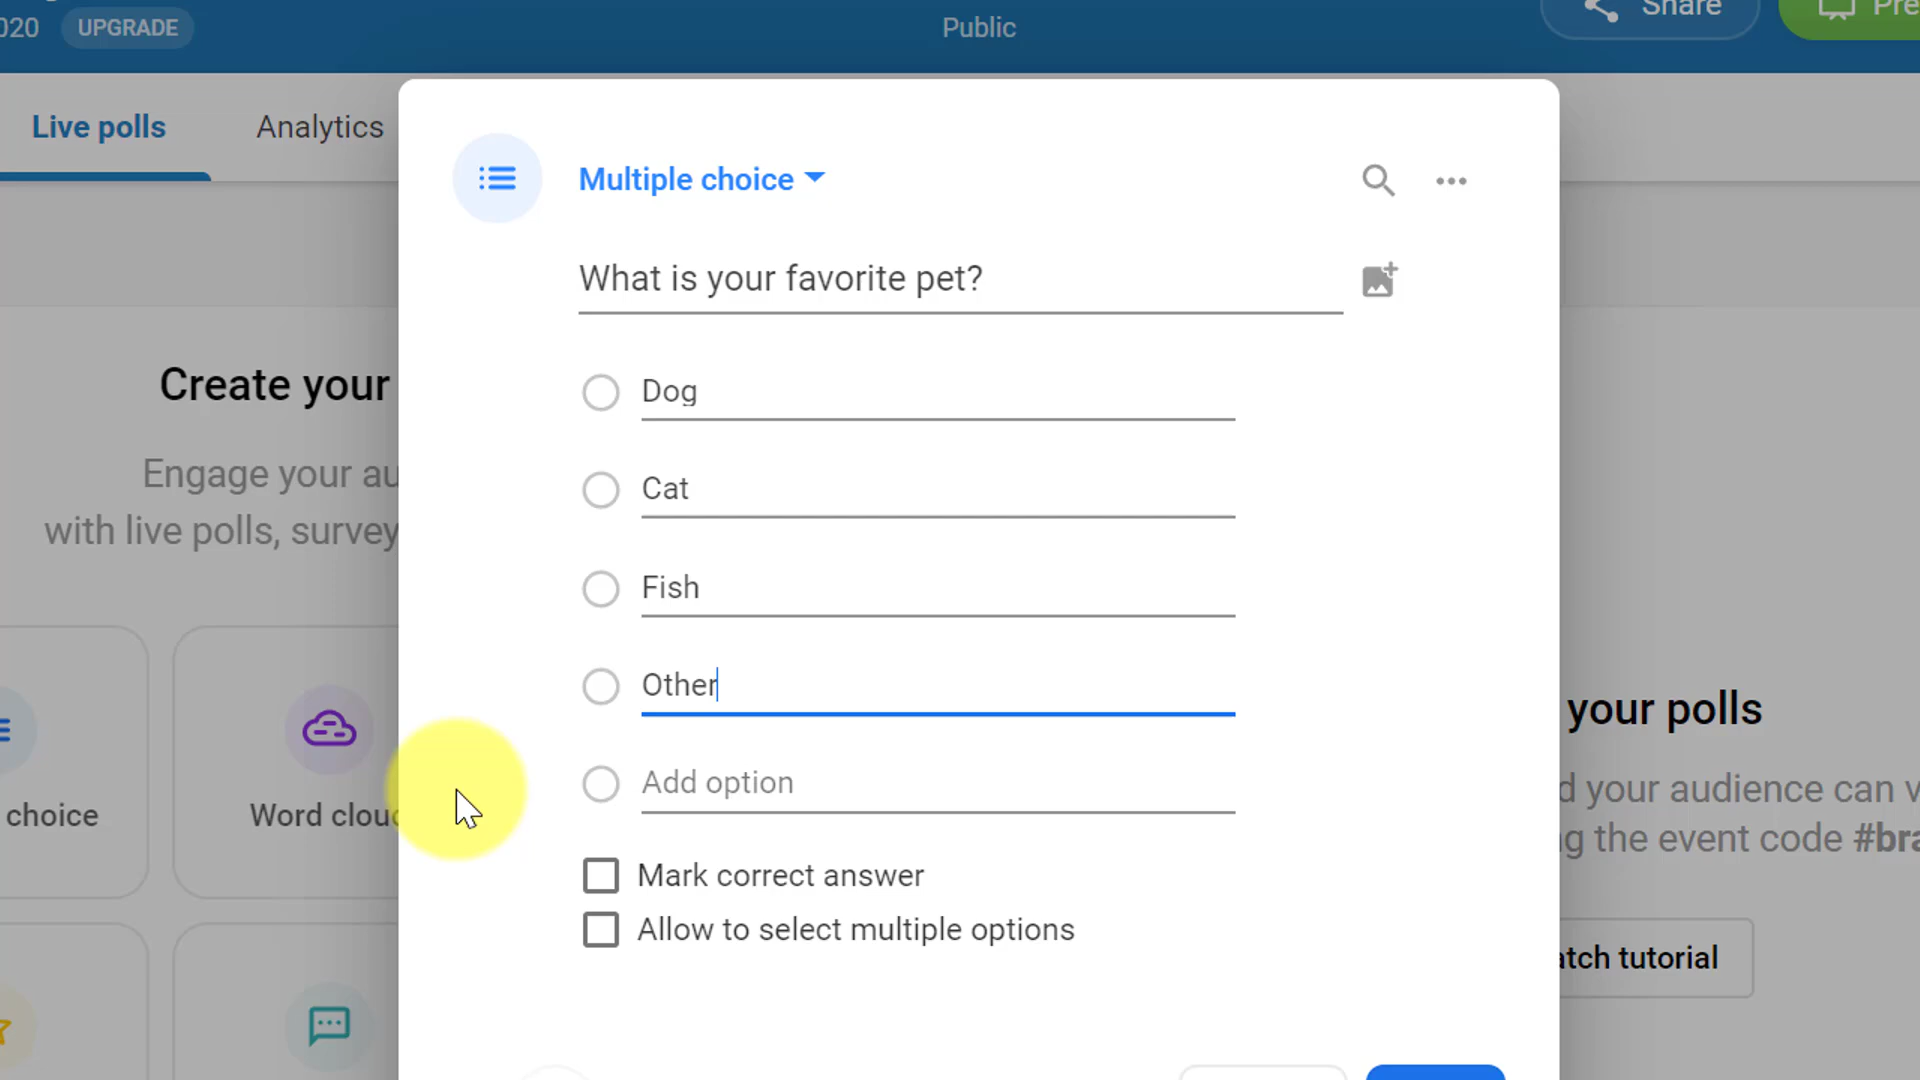 020 UPGRADE
Public
Share
Pre
Live polls
Analytics
Multiple choice
What is your favorite pet?
Create your
Dog
Engage your au
Cat
with live polls, survey
Fish
Other
your polls
Add option
d your audience can v
choice
Word clou
g the event code #bra
Mark correct answer
Allow to select multiple options
atch tutorial